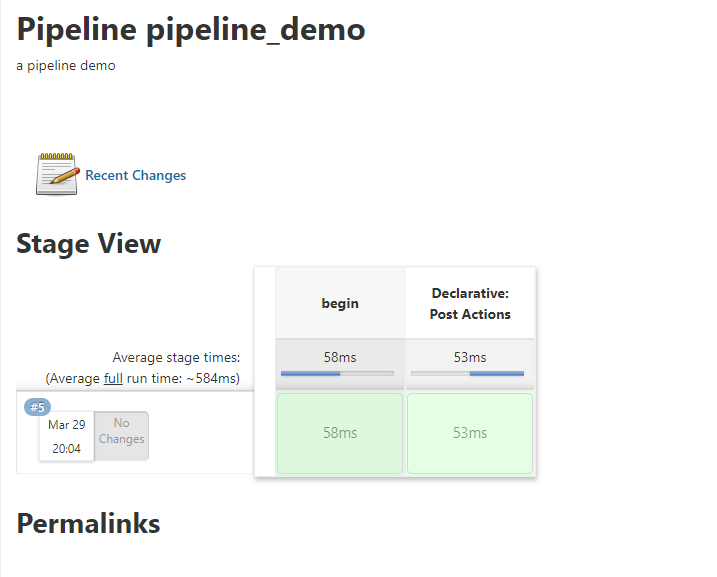 Pipeline pipeline_demo
a pipeline demo
Recent Changes
Stage View
begin
Declarative:
Post Actions
Average stage times:
(Average full run time: ~584ms)
58ms
53ms
#5
Mar 29
20:04
No
Changes
58ms
53ms
Permalinks